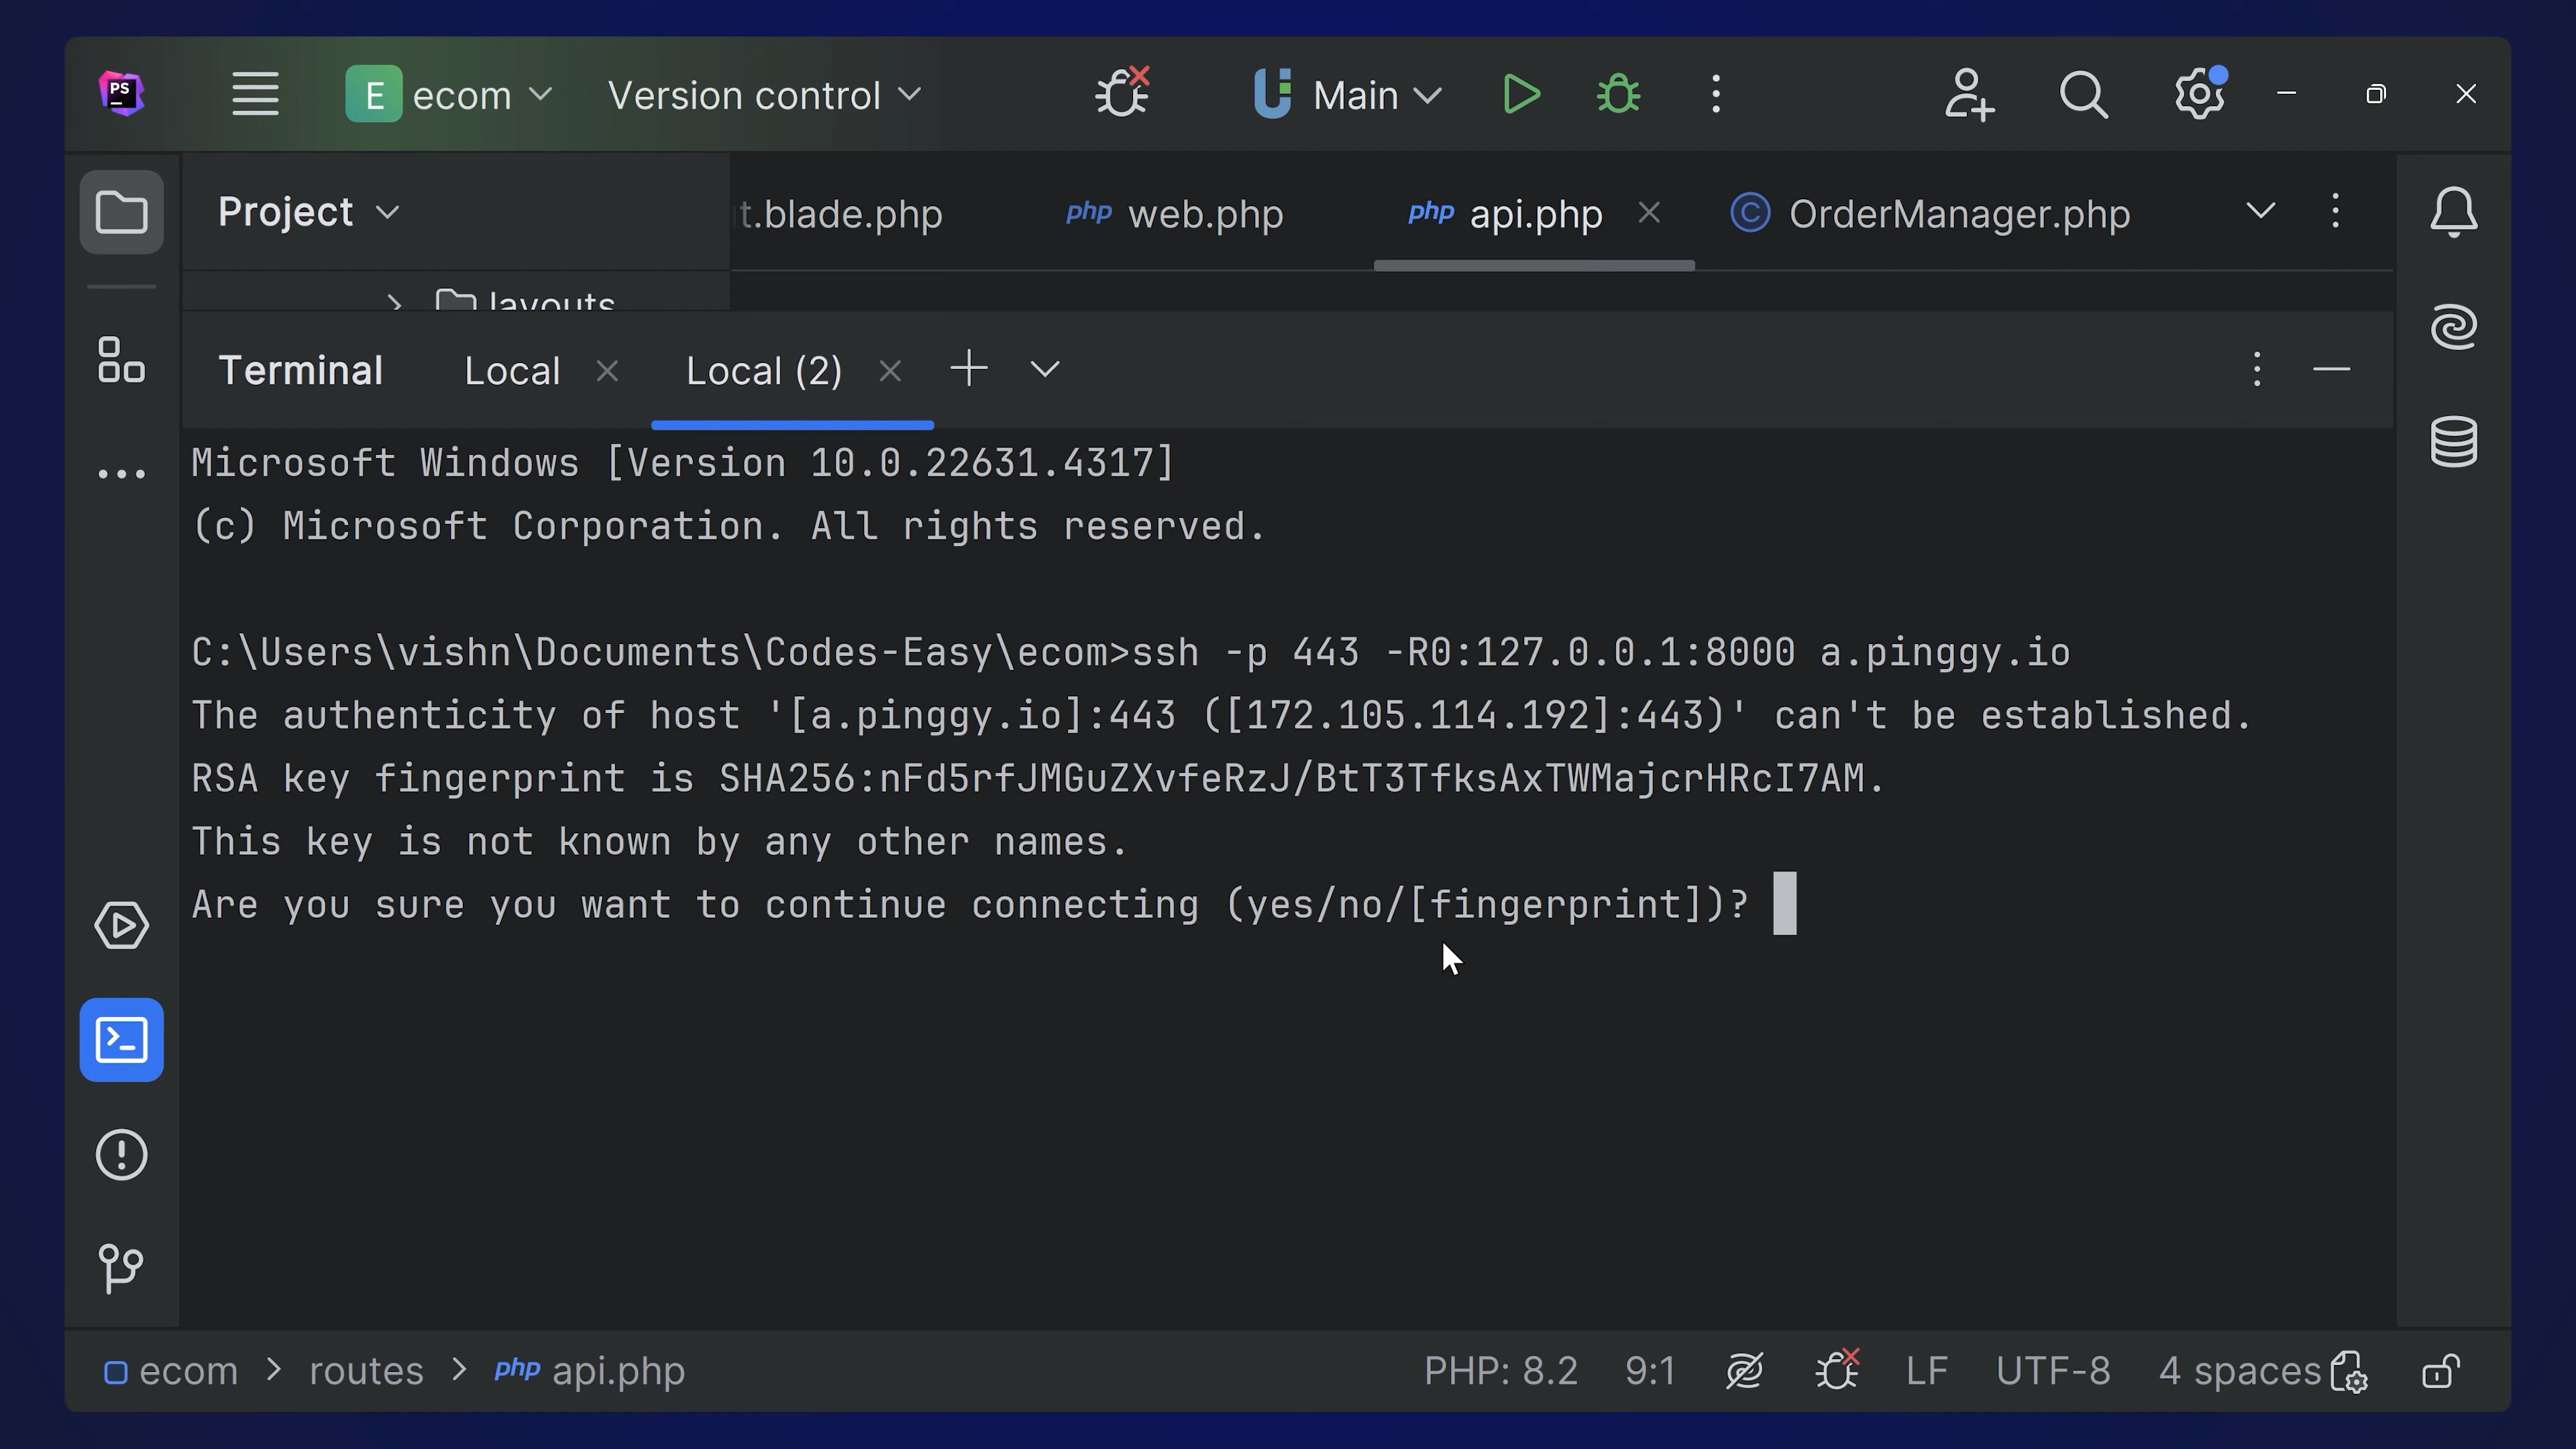 PS
E ecom Version control Main
Project
t.blade.php
php web.php
php api.php
C OrderManager.php
layouts
Terminal Local Local (2)
Microsoft Windows [Version 10.0.22631.4317]
(c) Microsoft Corporation. All rights reserved.
C:\Users\vishn\Documents\Codes-Easy\ecom>ssh -p 443 -R0:127.0.0.1:8000 a.pinggy.io
The authenticity of host '[a.pinggy.io]:443 ([172.105.114.192]:443)' can't be established.
RSA key fingerprint is SHA256:nFd5rfJMGuZXvfeRzJ/BtT3TfksAxTWMajcrHRcI7AM.
This key is not known by any other names.
Are you sure you want to continue connecting (yes/no/[fingerprint])?
ecom > routes > php api.php
PHP: 8.2 9:1 LF UTF-8 4 spaces